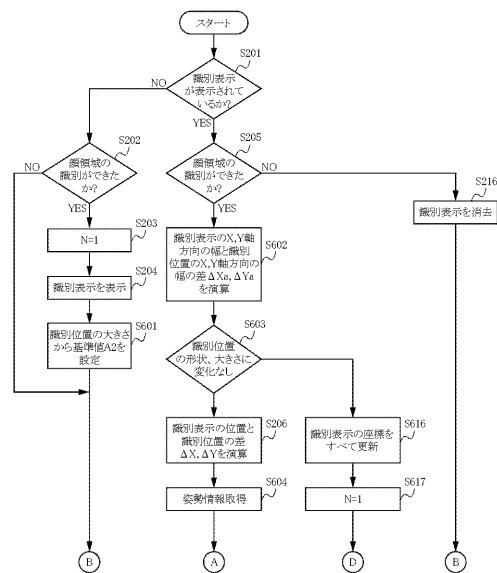 スタート
S201
識別表示
が表示されて
いるか?
NO
YES
S202
顔領域の
識別ができた
か?
NO
YES
S205
顔領域の
識別ができた
か?
NO
YES
S203
N=1
S216
識別表示を消去
S204
識別表示を表示
S602
識別表示のX,Y軸
方向の幅と識別
位置のX,Y軸方向の
幅の差ΔXa,ΔYa
を演算
S601
識別位置の大きさ
から基準値A2を
設定
S603
識別位置
の形状、大きさに
変化なし
S206
識別表示の位置と
識別位置の差
ΔX,ΔYを演算
S616
識別表示の座標を
すべて更新
S604
姿勢情報取得
S617
N=1
B
A
D
B